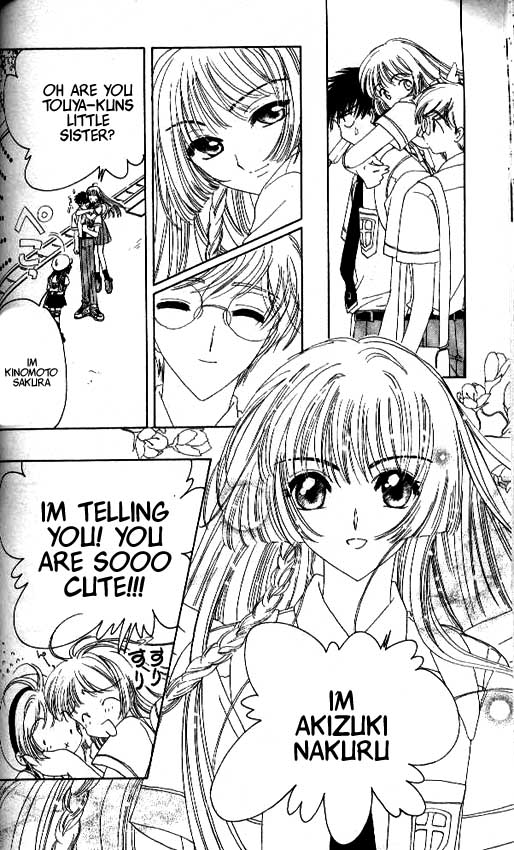 OH ARE YOU
TOUYA-KUNS
LITTLE
SISTER?
ぺこっ
IM
KINOMOTO
SAKURA
IM
AKIZUKI
NAKURU
IM TELLING
YOU! YOU
ARE SOOO
CUTE!!!
すり
すり